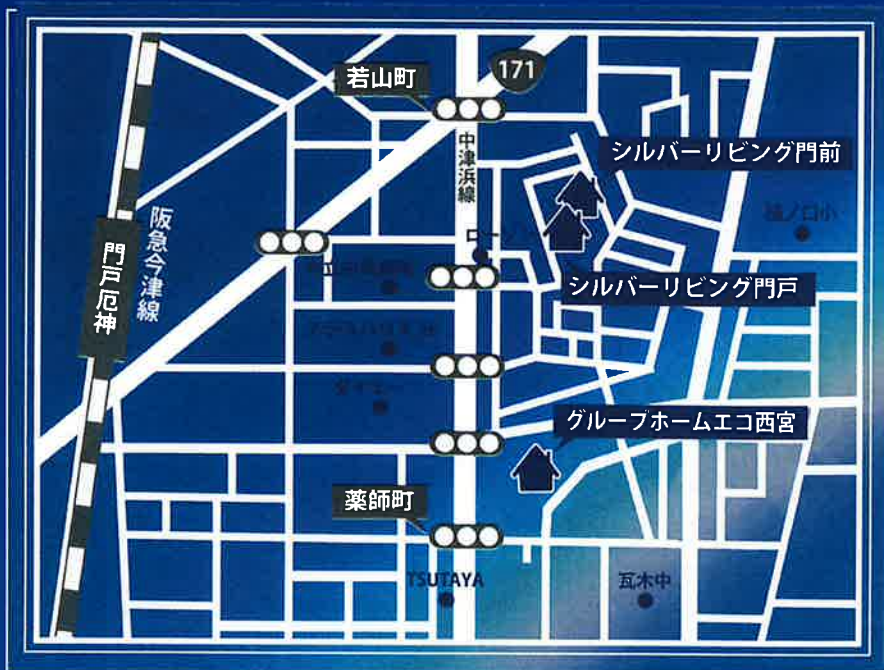 171
若山町
中津浜線
シルバーリビング門前
樋ノ口小
阪急今津線
門戸厄神
シルバーリビング門戸
グループホームエコ西宮
薬師町
TSUTAYA
瓦木中